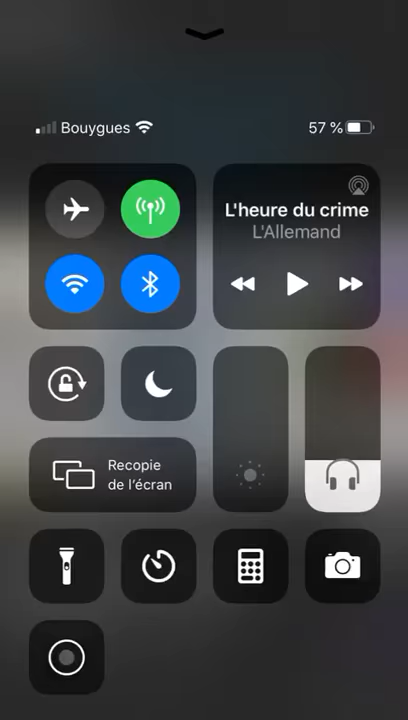 Bouygues 57 %
L'heure du crime
L'Allemand
Recopie
de l'écran